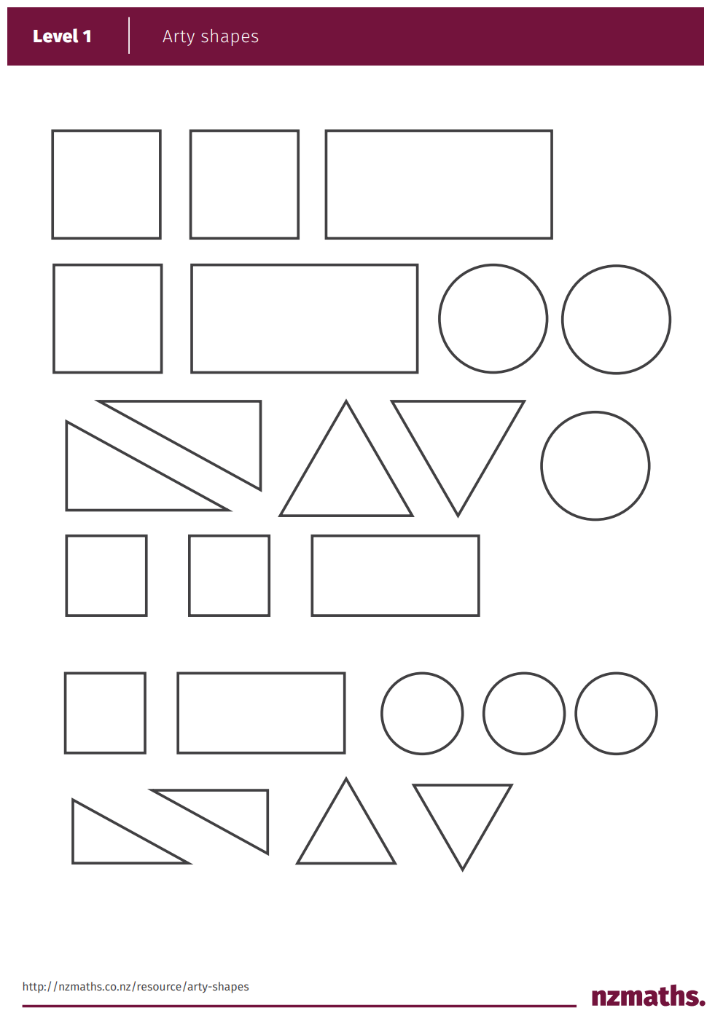 Level 1
Arty shapes
http://nzmaths.co.nz/resource/arty-shapes
nzmaths.